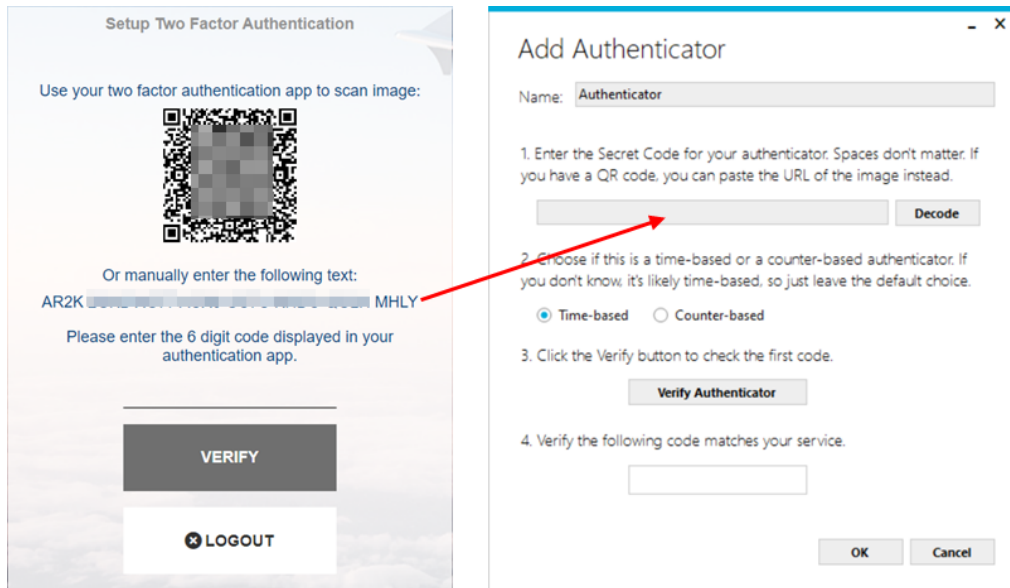 Setup Two Factor Authentication
Use your two factor authentication app to scan image:
Or manually enter the following text:
AR2K MHLY
Please enter the 6 digit code displayed in your
authentication app.
VERIFY
LOGOUT
Add Authenticator
Name: Authenticator
1. Enter the Secret Code for your authenticator. Spaces don't matter. If
you have a QR code, you can paste the URL of the image instead.
Decode
2. Choose if this is a time-based or a counter-based authenticator. If
you don't know, it's likely time-based, so just leave the default choice.
Time-based Counter-based
3. Click the Verify button to check the first code.
Verify Authenticator
4. Verify the following code matches your service.
OK Cancel